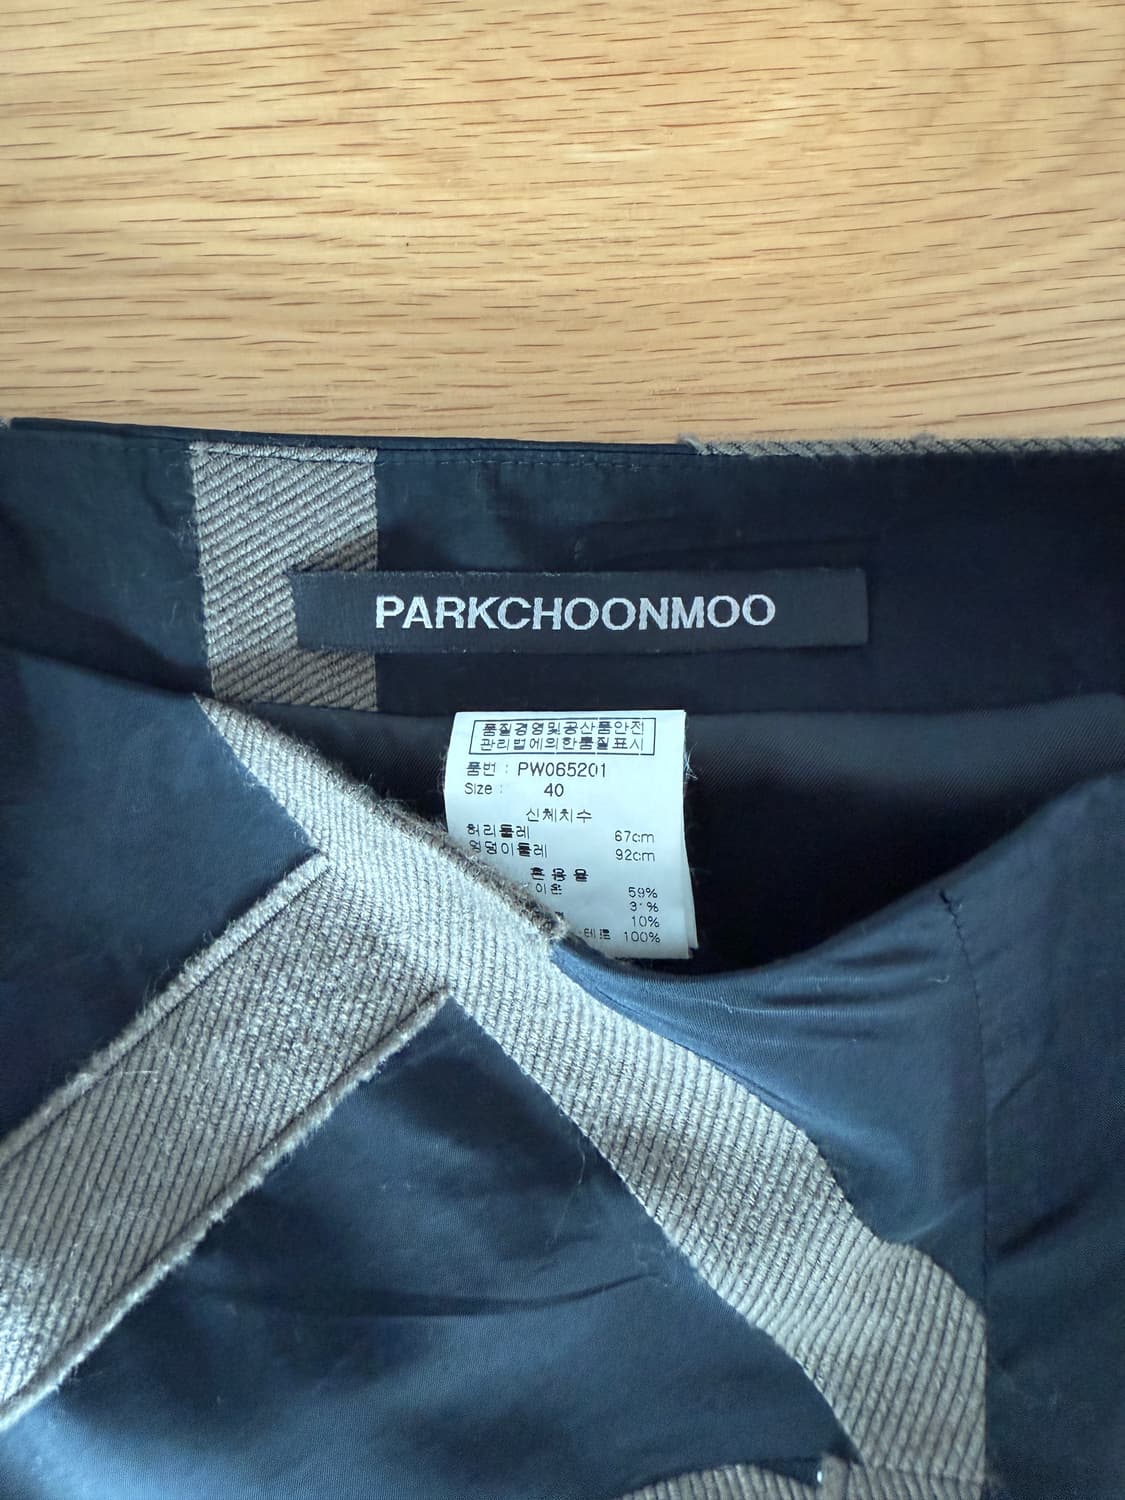 PARKCHOONMOO
품질경영및공산품안전
관리법에의한품질표시
품번 : PW065201
Size : 40
신체치수
허리둘레 67cm
엉덩이둘레 92cm
혼용율
59%
31%
10%
100%